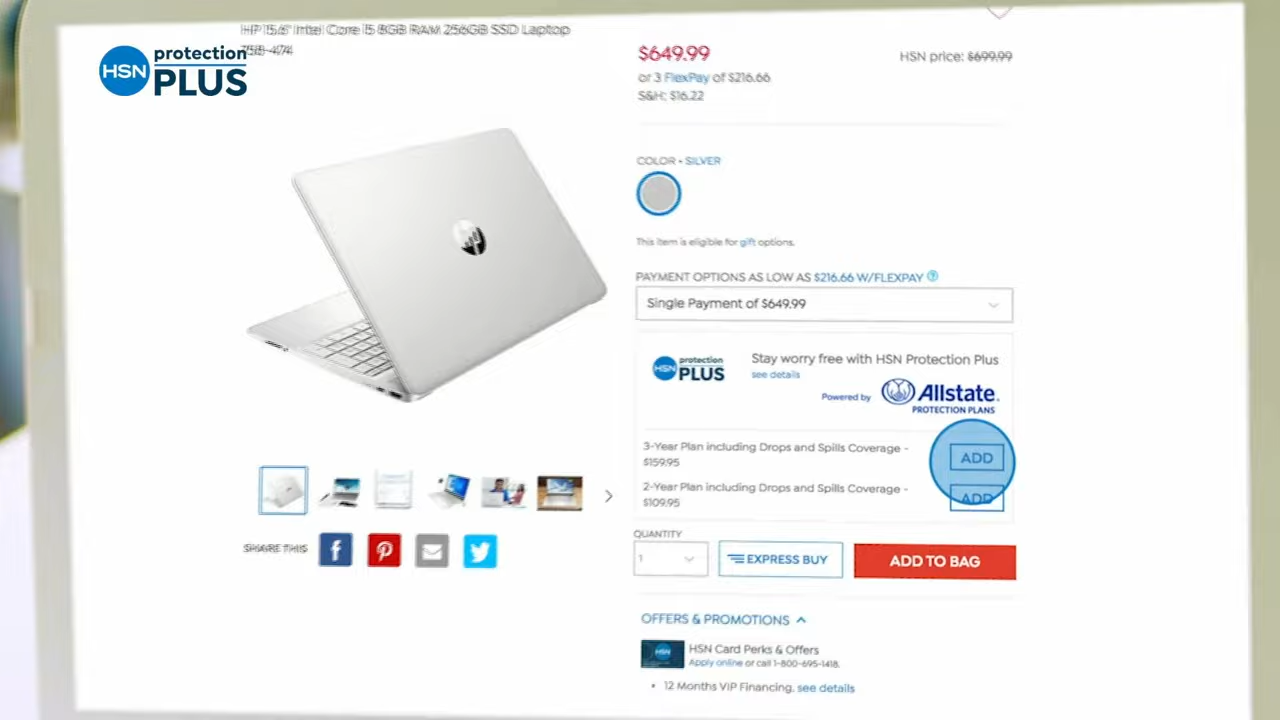 HP 15.6" Intel Core i5 8GB RAM 256GB SSD Laptop
HSN protection PLUS
$649.99
HSN price: $699.99
or 3 FlexPay of $216.66
S&H: $16.22
COLOR - SILVER
This item is eligible for gift options.
PAYMENT OPTIONS AS LOW AS $216.66 W/FLEXPAY ?
Single Payment of $649.99
HSN protection PLUS
Stay worry free with HSN Protection Plus
see details
Powered by Allstate.
PROTECTION PLANS
3-Year Plan including Drops and Spills Coverage -
$159.95
ADD
2-Year Plan including Drops and Spills Coverage -
$109.95
ADD
QUANTITY
1
EXPRESS BUY
ADD TO BAG
SHARE THIS
OFFERS & PROMOTIONS
HSN
HSN Card Perks & Offers
Apply online or call 1-800-695-1418.
• 12 Months VIP Financing, see details